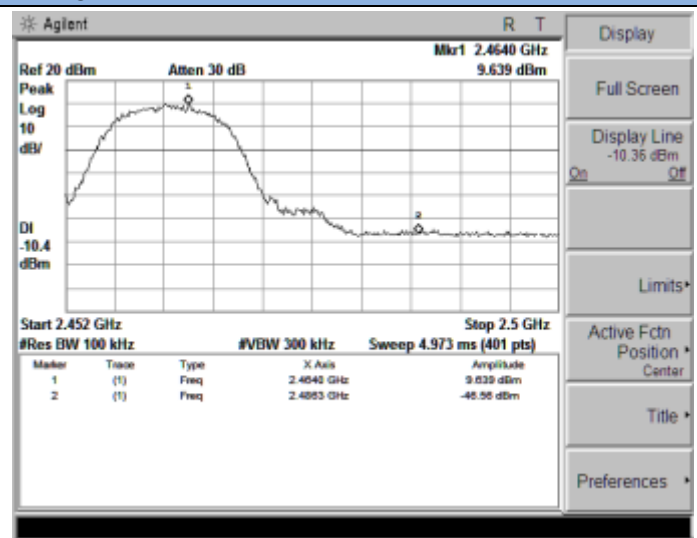 Agilent
R T
Mkr1 2.4640 GHz
Ref 20 dBm Atten 30 dB 9.639 dBm
Peak
Log
10
dB/
1
2
DI
-10.4
dBm
Start 2.452 GHz Stop 2.5 GHz
#Res BW 100 kHz #VBW 300 kHz Sweep 4.973 ms (401 pts)
Marker Trace Type X Axis Amplitude
1 (1) Freq 2.4640 GHz 9.639 dBm
2 (1) Freq 2.4863 GHz -46.56 dBm
Display
Full Screen
Display Line
-10.36 dBm
On Off
Limits
Active Fctn
Position
Center
Title
Preferences